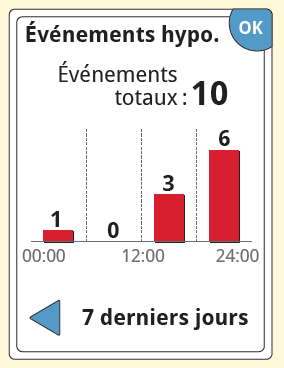 Événements hypo.
OK
Événements
totaux : 10
1
0
3
6
00:00 12:00 24:00
7 derniers jours